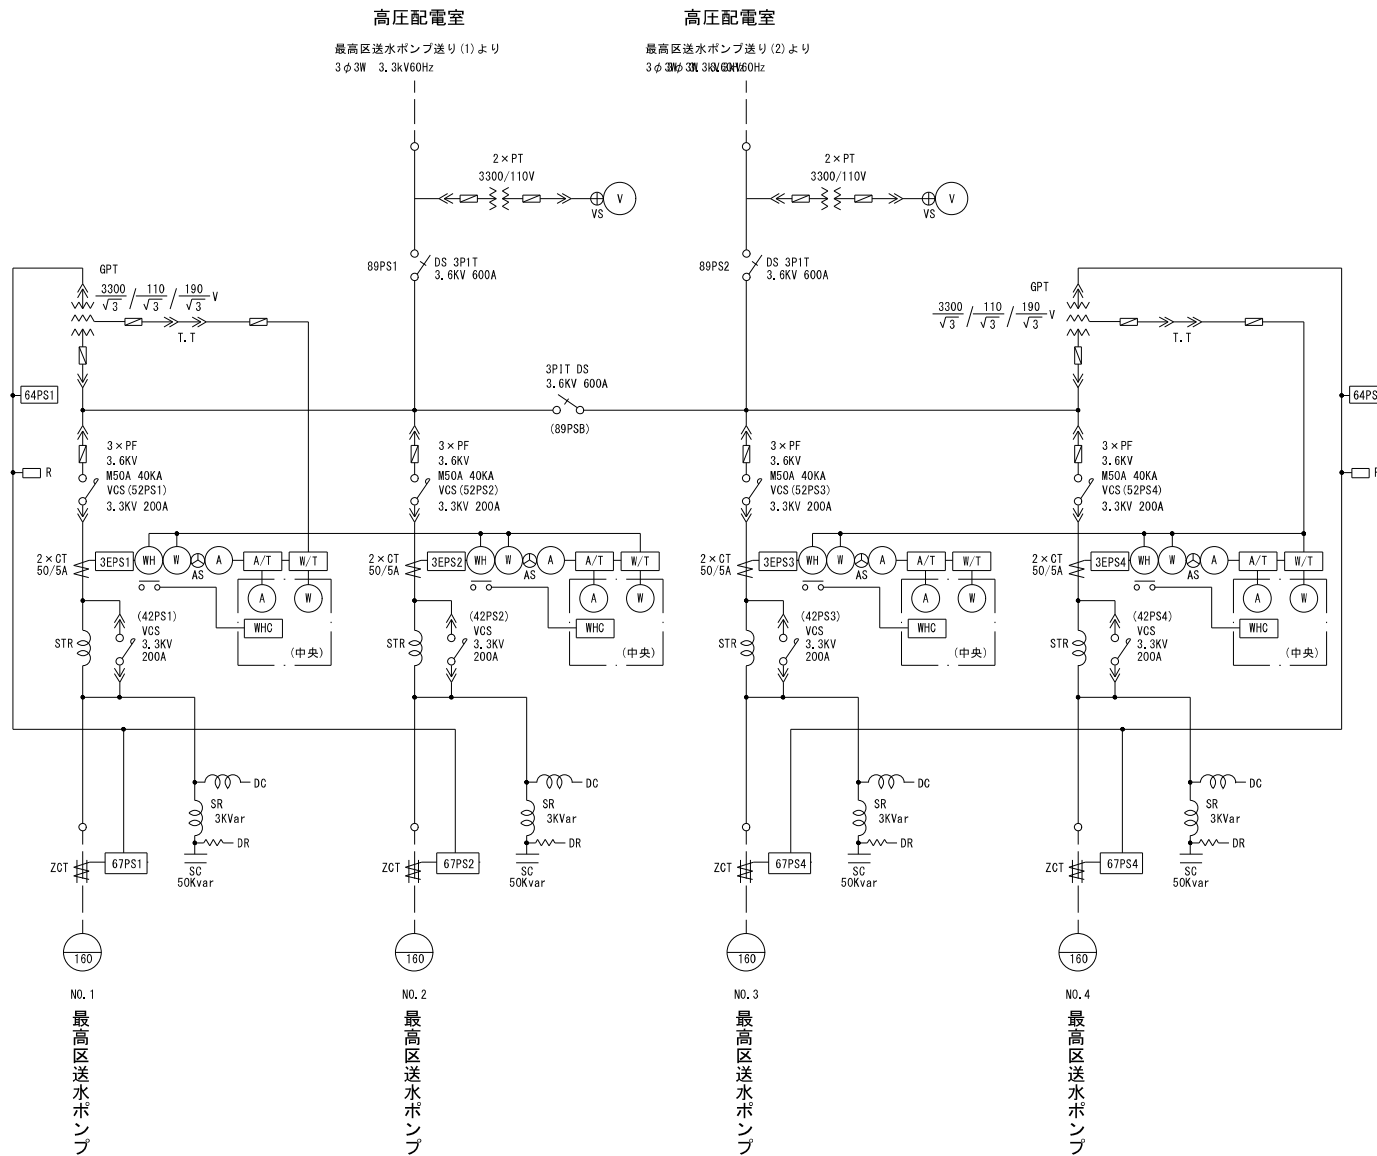 高圧配電室
最高区送水ポンプ送り(1)より
3φ3W 3.3kV60Hz
高圧配電室
最高区送水ポンプ送り(2)より
2×PT
3300/110V
V
VS
2×PT
3300/110V
V
VS
89PS1
DS 3P1T
3.6KV 600A
89PS2
DS 3P1T
3.6KV 600A
GPT
3300/√3 / 110/√3 / 190/√3 V
T.T
GPT
3300/√3 / 110/√3 / 190/√3 V
T.T
3P1T DS
3.6KV 600A
(89PSB)
64PS1
64PS
R
3×PF
3.6KV
M50A 40KA
VCS(52PS1)
3.3KV 200A
3×PF
3.6KV
M50A 40KA
VCS(52PS2)
3.3KV 200A
3×PF
3.6KV
M50A 40KA
VCS(52PS3)
3.3KV 200A
3×PF
3.6KV
M50A 40KA
VCS(52PS4)
3.3KV 200A
2×CT
50/5A
3EPS1 WH W A A/T W/T
AS
2×CT
50/5A
3EPS2 WH W A A/T W/T
AS
2×CT
50/5A
3EPS3 WH W A A/T W/T
AS
2×CT
50/5A
3EPS4 WH W A A/T W/T
AS
STR
(42PS1)
VCS
3.3KV
200A
A W
WHC
(中央)
STR
(42PS2)
VCS
3.3KV
200A
A W
WHC
(中央)
STR
(42PS3)
VCS
3.3KV
200A
A W
WHC
(中央)
STR
(42PS4)
VCS
3.3KV
200A
A W
WHC
(中央)
DC
SR
3KVar
DR
SC
50Kvar
DC
SR
3KVar
DR
SC
50Kvar
DC
SR
3KVar
DR
SC
50Kvar
DC
SR
3KVar
DR
SC
50Kvar
ZCT
67PS1
ZCT
67PS2
ZCT
67PS4
ZCT
67PS4
160
160
160
160
NO.1
最高区送水ポンプ
NO.2
最高区送水ポンプ
NO.3
最高区送水ポンプ
NO.4
最高区送水ポンプ